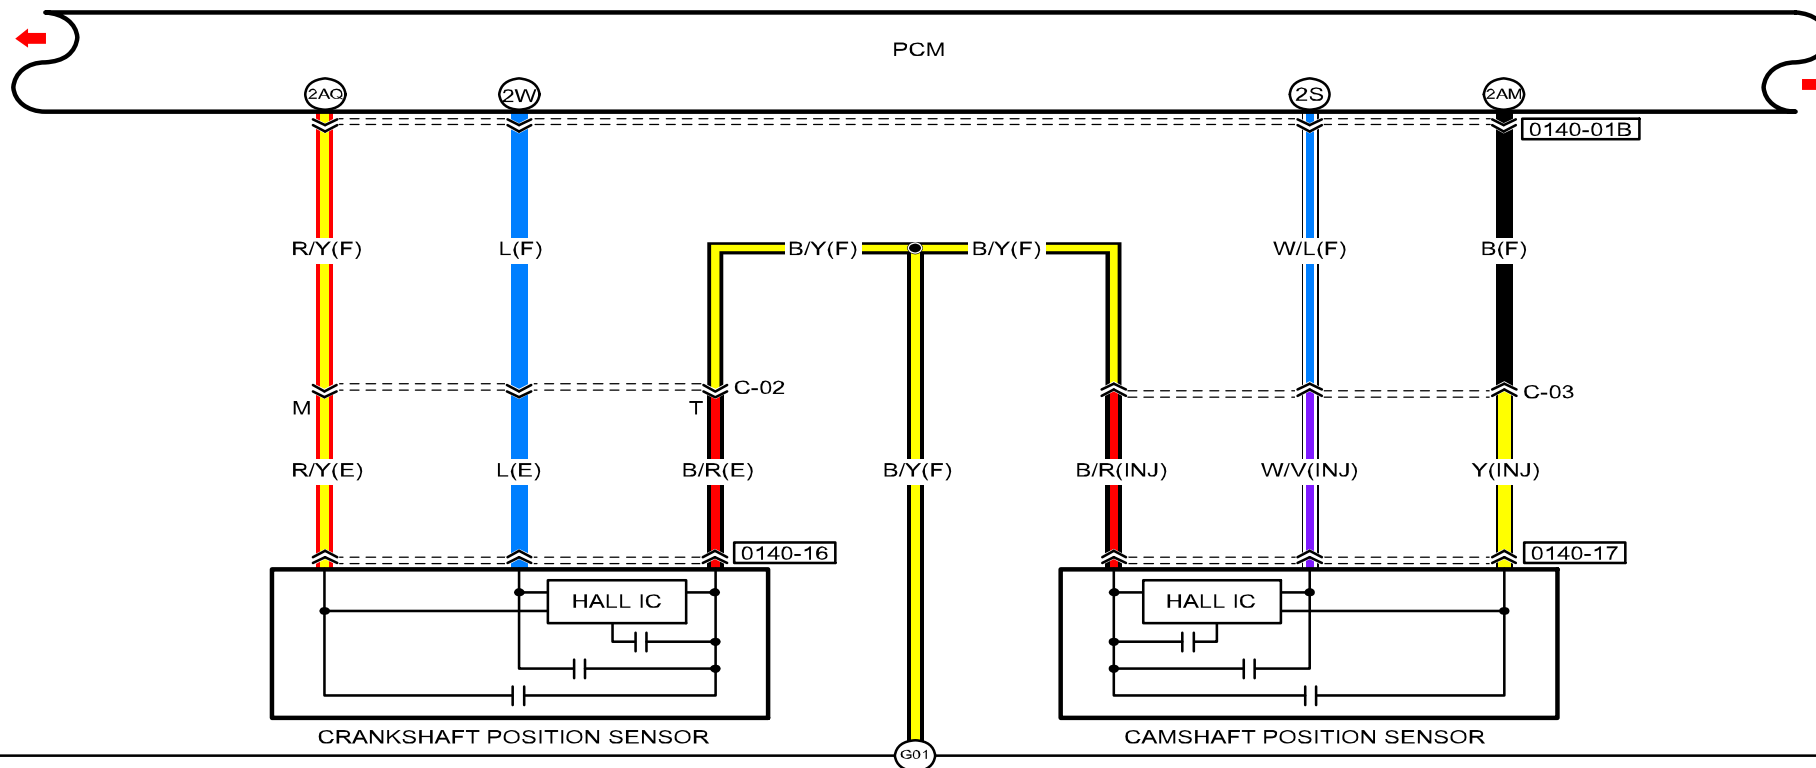 PCM
2AQ
2W
2S
2AM
0140-01B
R/Y(F)
L(F)
B/Y(F)
B/Y(F)
W/L(F)
B(F)
C-02
C-03
M
T
R/Y(E)
L(E)
B/R(E)
B/Y(F)
B/R(INJ)
W/V(INJ)
Y(INJ)
0140-16
0140-17
HALL IC
HALL IC
CRANKSHAFT POSITION SENSOR
CAMSHAFT POSITION SENSOR
G01